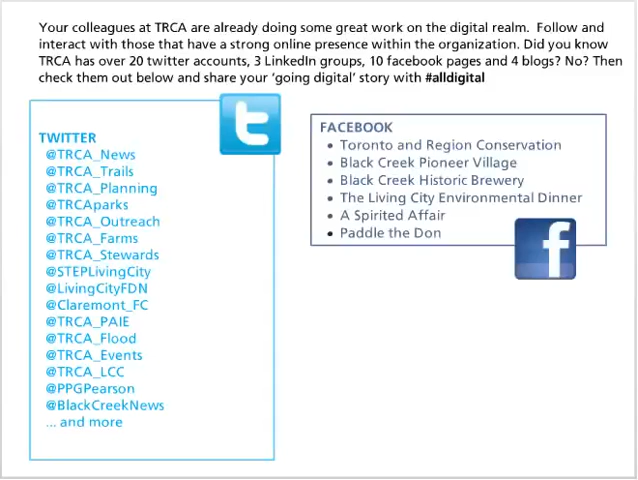 Your colleagues at TRCA are already doing some great work on the digital realm.  Follow and
interact with those that have a strong online presence within the organization. Did you know
TRCA has over 20 twitter accounts, 3 LinkedIn groups, 10 facebook pages and 4 blogs? No? Then
check them out below and share your ‘going digital’ story with #alldigital
TWITTER
@TRCA_News
@TRCA_Trails
@TRCA_Planning
@TRCAparks
@TRCA_Outreach
@TRCA_Farms
@TRCA_Stewards
@STEPLivingCity
@LivingCityFDN
@Claremont_FC
@TRCA_PAIE
@TRCA_Flood
@TRCA_Events
@TRCA_LCC
@PPGPearson
@BlackCreekNews
... and more
FACEBOOK
• Toronto and Region Conservation
• Black Creek Pioneer Village
• Black Creek Historic Brewery
• The Living City Environmental Dinner
• A Spirited Affair
• Paddle the Don